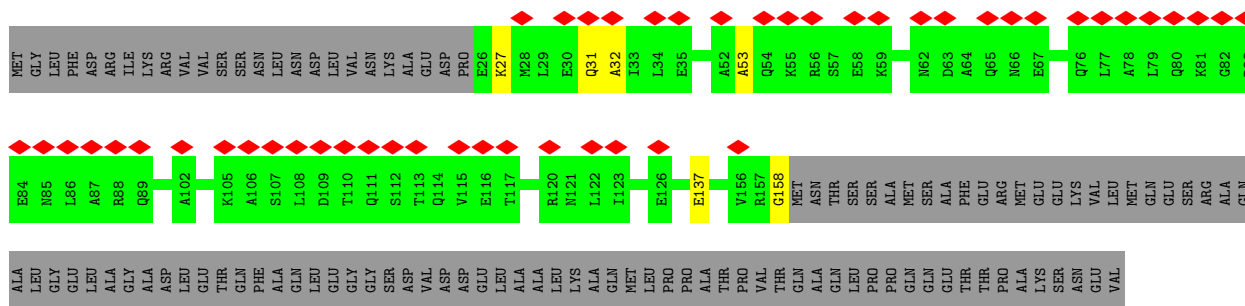 MET GLY LEU PHE ASP ARG ILE LYS ARG VAL VAL SER SER ASN LEU ASN ASP LEU VAL ASN LYS ALA GLU ASP PRO E26 K27 M28 L29 E30 Q31 A32 I33 L34 E35 A52 A53 Q54 K55 R56 S57 E58 K59 N62 D63 A64 Q65 N66 E67 Q76 L77 A78 L79 Q80 K81 G82
E84 N85 L86 A87 R88 Q89 A102 K105 A106 S107 L108 D109 T110 Q111 S112 T113 Q114 V115 E116 T117 R120 N121 L122 I123 E126 E137 V156 R157 G158 MET ASN THR SER SER ALA MET SER ALA PHE GLU ARG MET GLU GLU LYS VAL LEU MET GLN GLU SER ARG ALA GLN
ALA LEU GLY GLU LEU ALA GLY ALA ASP LEU GLU THR GLN PHE ALA GLN LEU GLU GLY GLY SER ASP VAL ASP ASP GLU LEU ALA ALA LEU LYS ALA GLN MET LEU PRO PRO ALA THR PRO VAL THR GLN ALA GLN LEU PRO PRO GLN GLN GLU THR THR PRO ALA LYS SER ASN GLU VAL